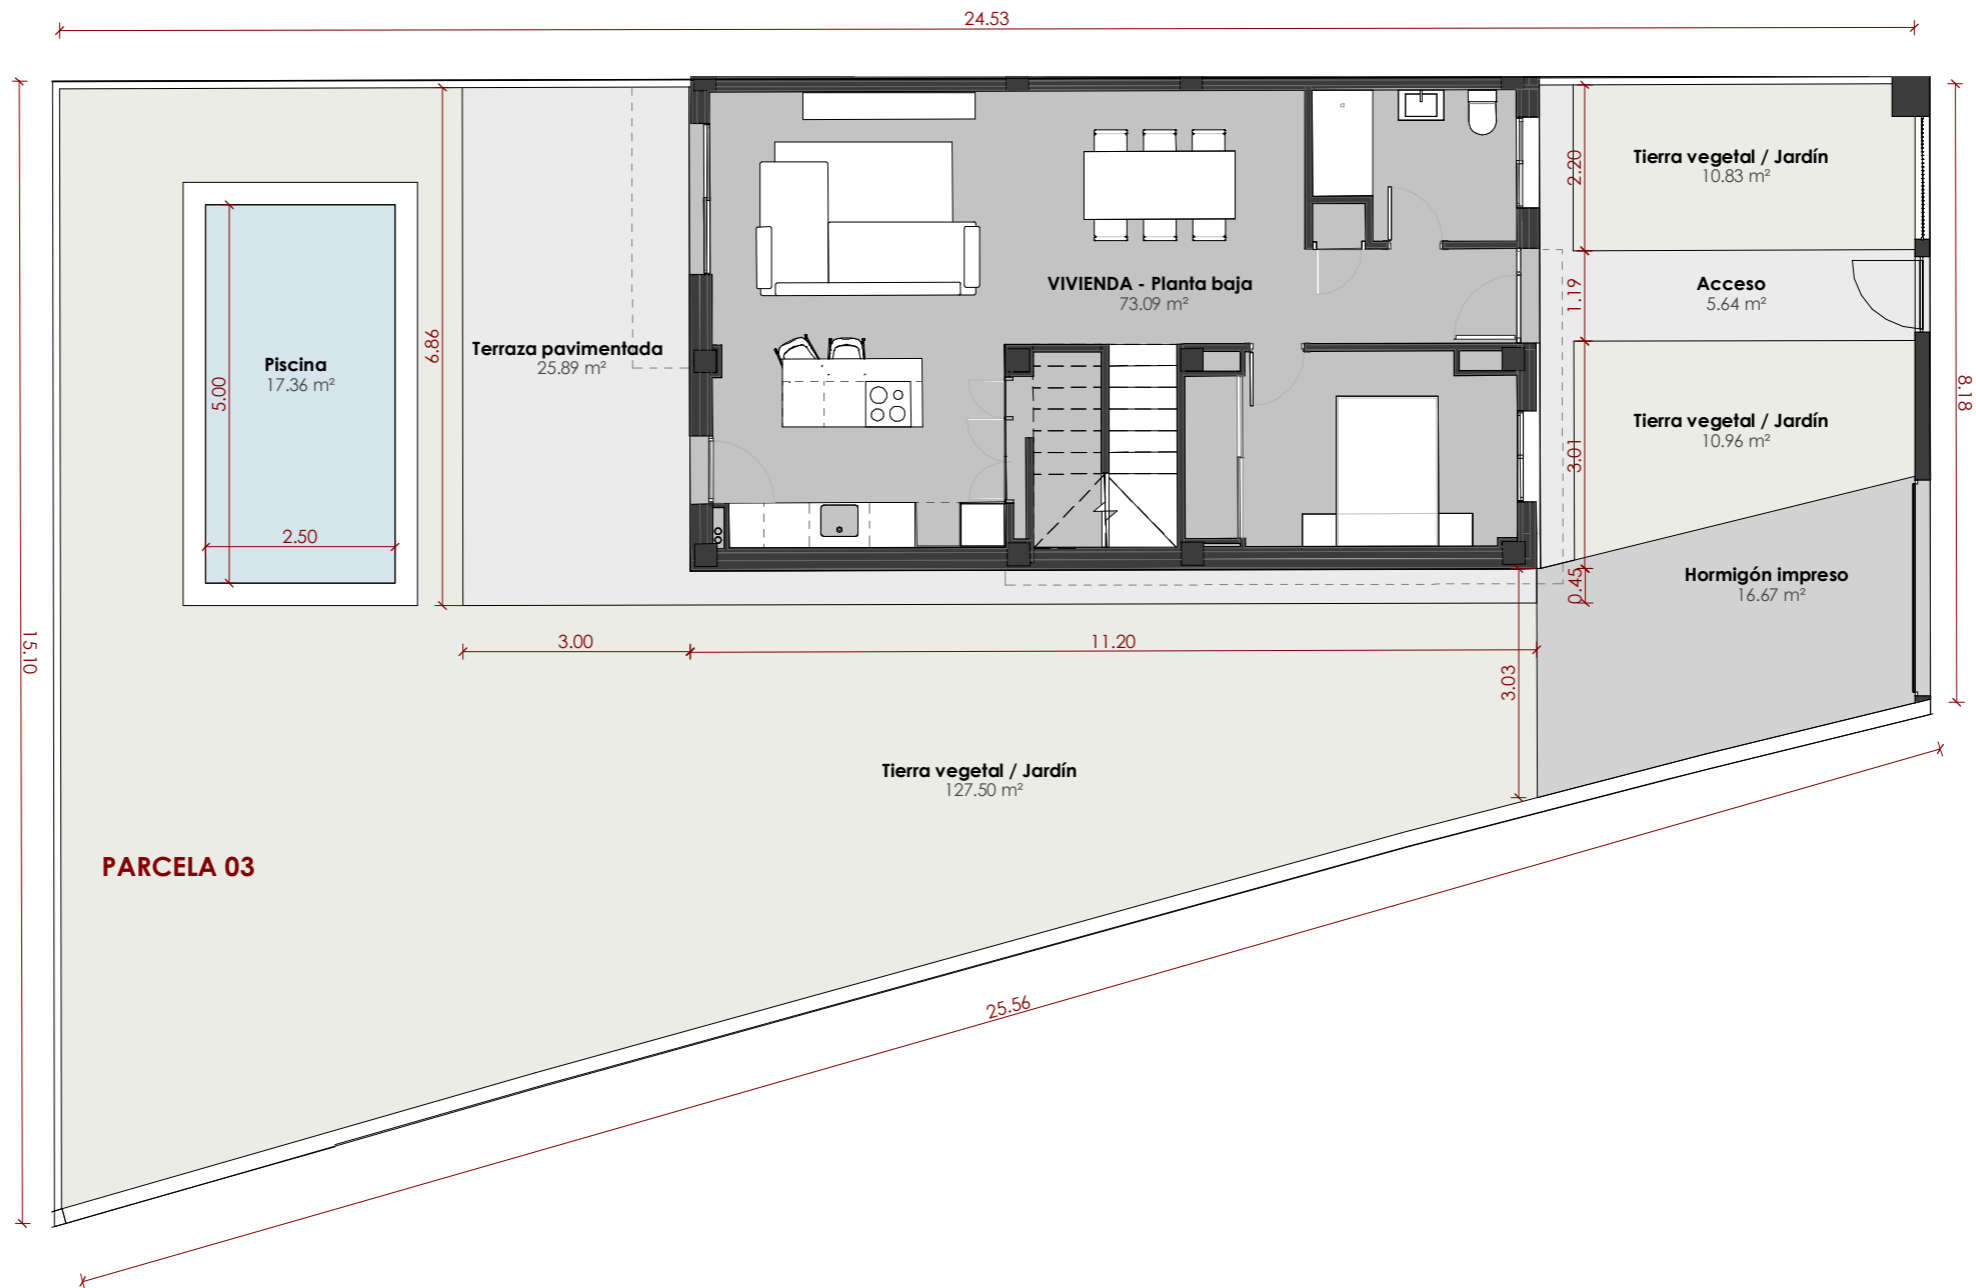 24.53
Tierra vegetal / Jardín
10.83 m²
2.20
VIVIENDA - Planta baja
73.09 m²
1.19
Acceso
5.64 m²
Piscina
17.36 m²
5.00
2.50
6.86
Terraza pavimentada
25.89 m²
8.18
Tierra vegetal / Jardín
10.96 m²
3.01
Hormigón impreso
16.67 m²
0.45
15.10
3.00
11.20
3.03
Tierra vegetal / Jardín
127.50 m²
PARCELA 03
25.56